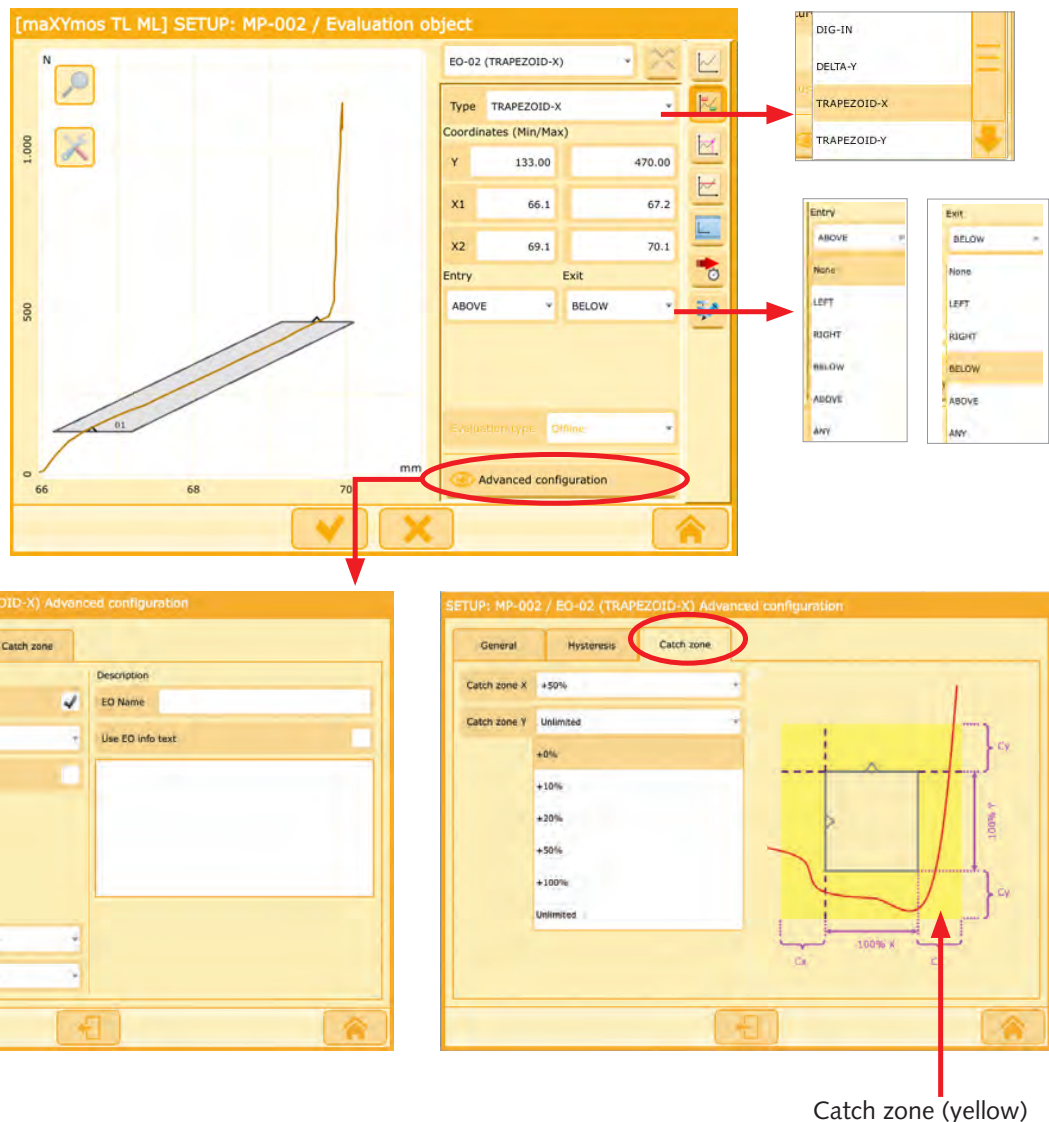 [maXYmos TL ML] SETUP: MP-002 / Evaluation object
N
1.000
500
0
66
68
70
mm
01
EO-02 (TRAPEZOID-X)
Type TRAPEZOID-X
Coordinates (Min/Max)
Y 133.00 470.00
X1 66.1 67.2
X2 69.1 70.1
Entry Exit
ABOVE BELOW
Evaluation type Offline
Advanced configuration
DIG-IN
DELTA-Y
TRAPEZOID-X
TRAPEZOID-Y
Entry
ABOVE
None
LEFT
RIGHT
BELOW
ABOVE
ANY
Exit
BELOW
None
LEFT
RIGHT
BELOW
ABOVE
ANY
OID-X) Advanced configuration
Catch zone
Description
EO Name
Use EO info text
SETUP: MP-002 / EO-02 (TRAPEZOID-X) Advanced configuration
General Hysteresis Catch zone
Catch zone X +50%
Catch zone Y Unlimited
+0%
+10%
+20%
+50%
+100%
Unlimited
Cy
100% Y
Cy
100% X
Cx
Catch zone (yellow)